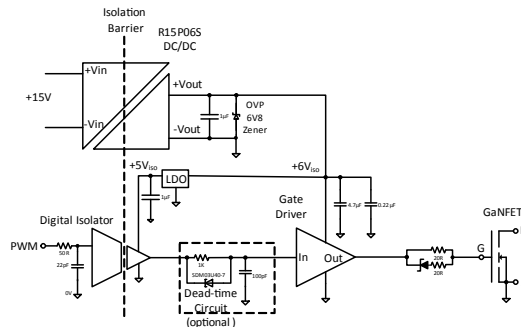 Isolation
Barrier
R15P06S
DC/DC
+Vin
+15V
-Vin
+Vout
1µF
OVP
6V8
Zener
-Vout
+5Viso
LDO
+6Viso
1µF
4.7µF
0.22µF
Digital Isolator
Gate
Driver
GaNFET
PWM
50R
22pF
0V
1K
SDM03U40-7
100pF
In
Out
20R
20R
G
Dead-time
Circuit
(optional)